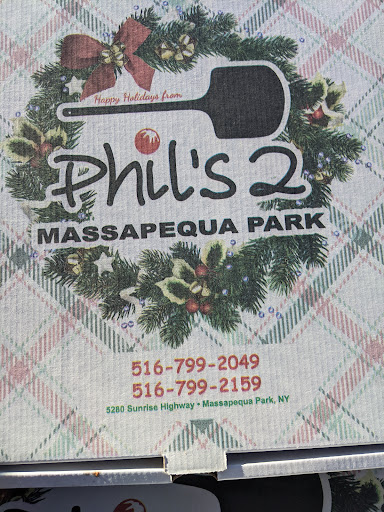 Happy Holidays from
Phil's 2
MASSAPEQUA PARK
516-799-2049
516-799-2159
5280 Sunrise Highway • Massapequa Park, NY